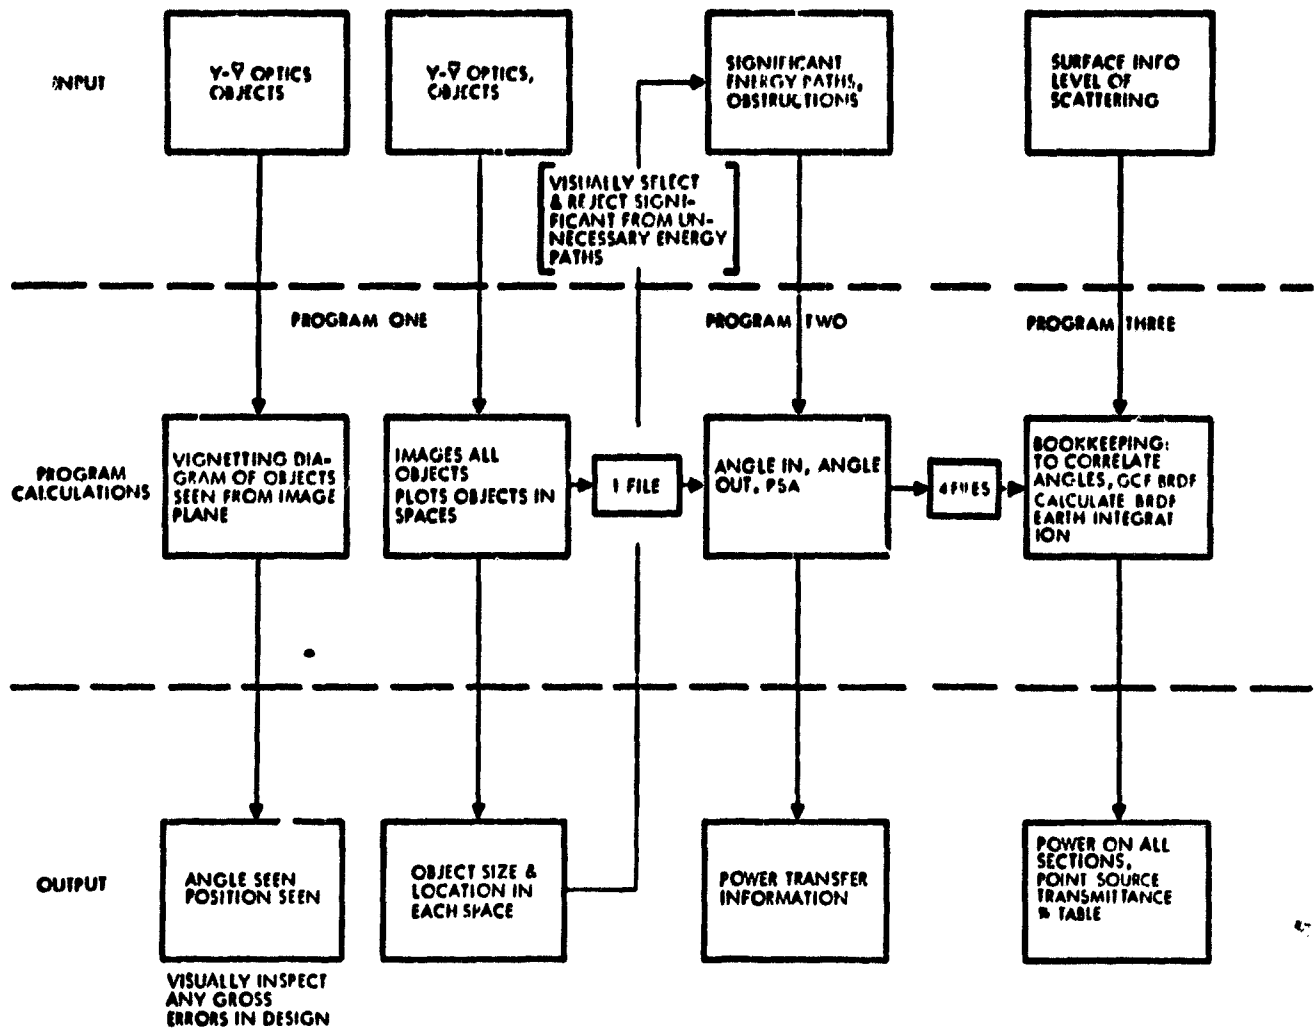 INPUT
Y-Ȳ OPTICS
OBJECTS
Y-Ȳ OPTICS,
OBJECTS
SIGNIFICANT
ENERGY PATHS,
OBSTRUCTIONS
SURFACE INFO
LEVEL OF
SCATTERING
VISUALLY SELECT
& REJECT SIGNI-
FICANT FROM UN-
NECESSARY ENERGY
PATHS
PROGRAM ONE
PROGRAM TWO
PROGRAM THREE
PROGRAM
CALCULATIONS
VIGNETTING DIA-
GRAM OF OBJECTS
SEEN FROM IMAGE
PLANE
IMAGES ALL
OBJECTS
PLOTS OBJECTS IN
SPACES
1 FILE
ANGLE IN, ANGLE
OUT, PSA
4 FILES
BOOKKEEPING:
TO CORRELATE
ANGLES, GCF BRDF
CALCULATE BRDF
EARTH INTEGRAT
ION
OUTPUT
ANGLE SEEN
POSITION SEEN
OBJECT SIZE &
LOCATION IN
EACH SPACE
POWER TRANSFER
INFORMATION
POWER ON ALL
SECTIONS,
POINT SOURCE
TRANSMITTANCE
% TABLE
VISUALLY INSPECT
ANY GROSS
ERRORS IN DESIGN